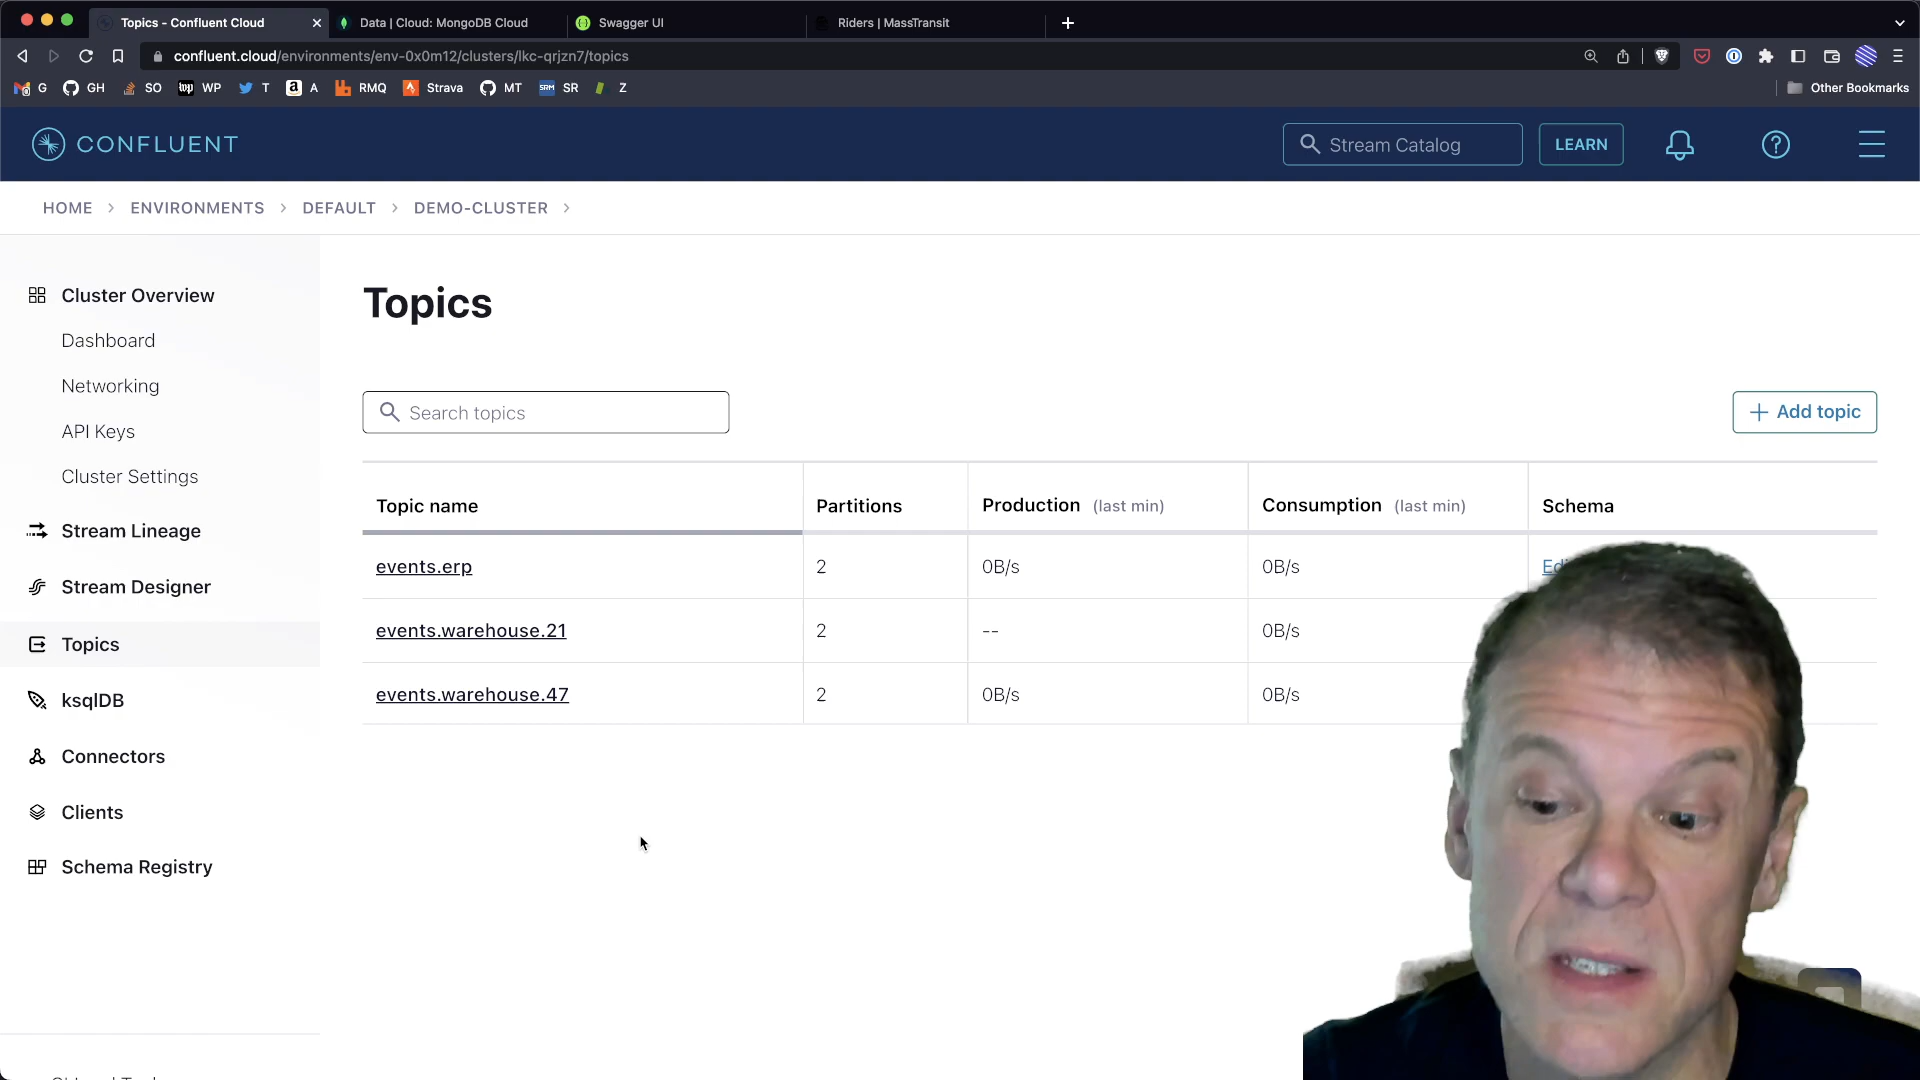 Topics - Confluent Cloud
Data | Cloud: MongoDB Cloud
Swagger UI
Riders | MassTransit
confluent.cloud/environments/env-0x0m12/clusters/lkc-qrjzn7/topics
G GH SO WP T A RMQ Strava MT SR Z Other Bookmarks
CONFLUENT
Stream Catalog
LEARN
HOME > ENVIRONMENTS > DEFAULT > DEMO-CLUSTER >
Cluster Overview
Dashboard
Networking
API Keys
Cluster Settings
Stream Lineage
Stream Designer
Topics
ksqlDB
Connectors
Clients
Schema Registry
Topics
Search topics
+ Add topic
Topic name Partitions Production (last min) Consumption (last min) Schema
events.erp 2 0B/s 0B/s
events.warehouse.21 2 -- 0B/s
events.warehouse.47 2 0B/s 0B/s